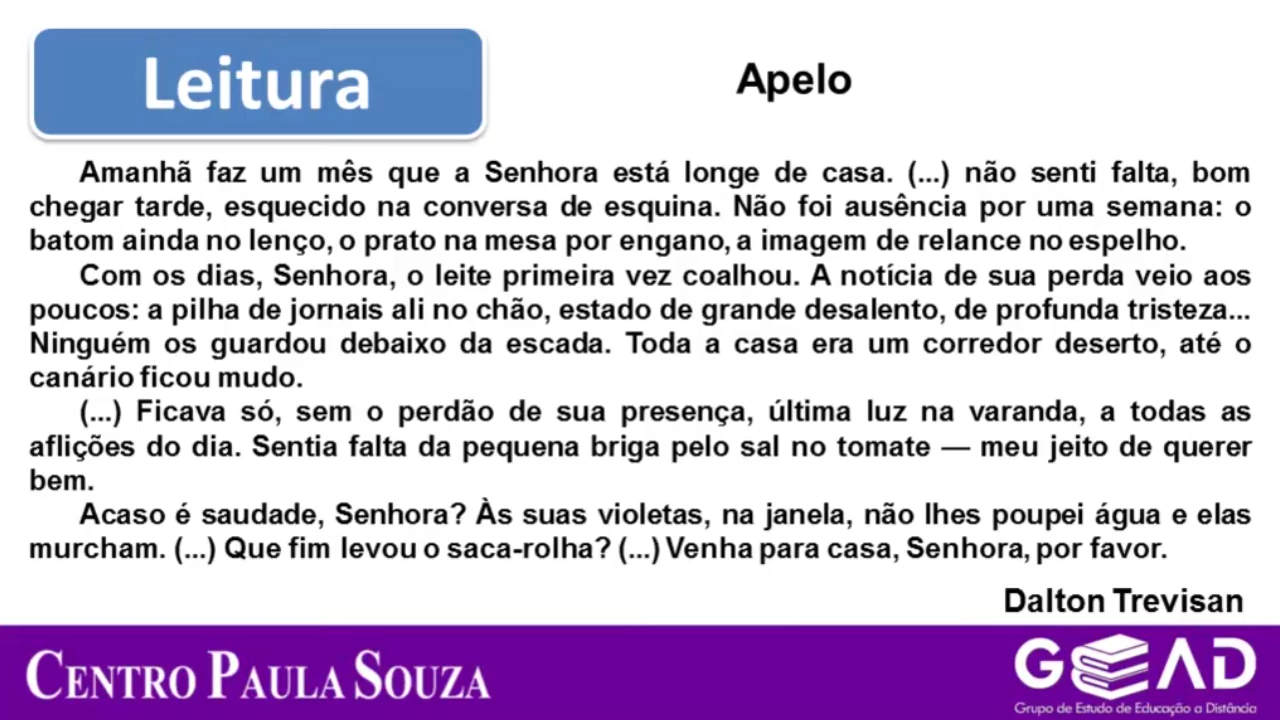 Leitura
Apelo
Amanhã faz um mês que a Senhora está longe de casa. (...) não senti falta, bom
chegar tarde, esquecido na conversa de esquina. Não foi ausência por uma semana: o
batom ainda no lenço, o prato na mesa por engano, a imagem de relance no espelho.
Com os dias, Senhora, o leite primeira vez coalhou. A notícia de sua perda veio aos
poucos: a pilha de jornais ali no chão, estado de grande desalento, de profunda tristeza...
Ninguém os guardou debaixo da escada. Toda a casa era um corredor deserto, até o
canário ficou mudo.
(...) Ficava só, sem o perdão de sua presença, última luz na varanda, a todas as
aflições do dia. Sentia falta da pequena briga pelo sal no tomate — meu jeito de querer
bem.
Acaso é saudade, Senhora? Às suas violetas, na janela, não lhes poupei água e elas
murcham. (...) Que fim levou o saca-rolha? (...) Venha para casa, Senhora, por favor.
Dalton Trevisan
CENTRO PAULA SOUZA
GEAD
Grupo de Estudo de Educação a Distância